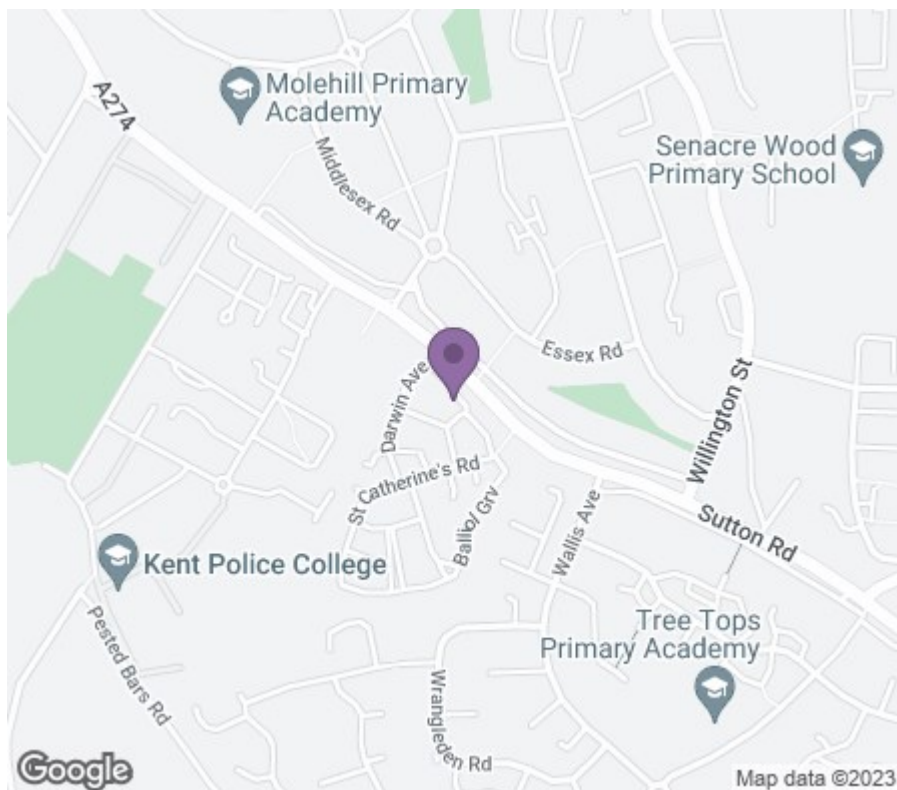 A274
Molehill Primary
Academy
Middlesex Rd
Senacre Wood
Primary School
Essex Rd
Darwin Ave
Willington St
St Catherine's Rd
Balliol Grv
Wallis Ave
Sutton Rd
Kent Police College
Tree Tops
Primary Academy
Pested Bars Rd
Wrangleden Rd
Google
Map data ©2023